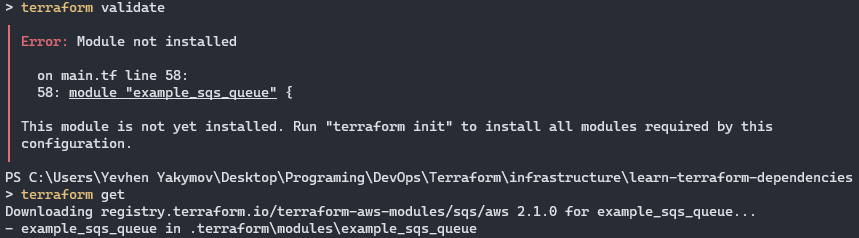 > terraform validate
Error: Module not installed
on main.tf line 58:
58: module "example_sqs_queue" {
This module is not yet installed. Run "terraform init" to install all modules required by this
configuration.
PS C:\Users\Yevhen Yakymov\Desktop\Programing\DevOps\Terraform\infrastructure\learn-terraform-dependencies
> terraform get
Downloading registry.terraform.io/terraform-aws-modules/sqs/aws 2.1.0 for example_sqs_queue...
- example_sqs_queue in .terraform\modules\example_sqs_queue